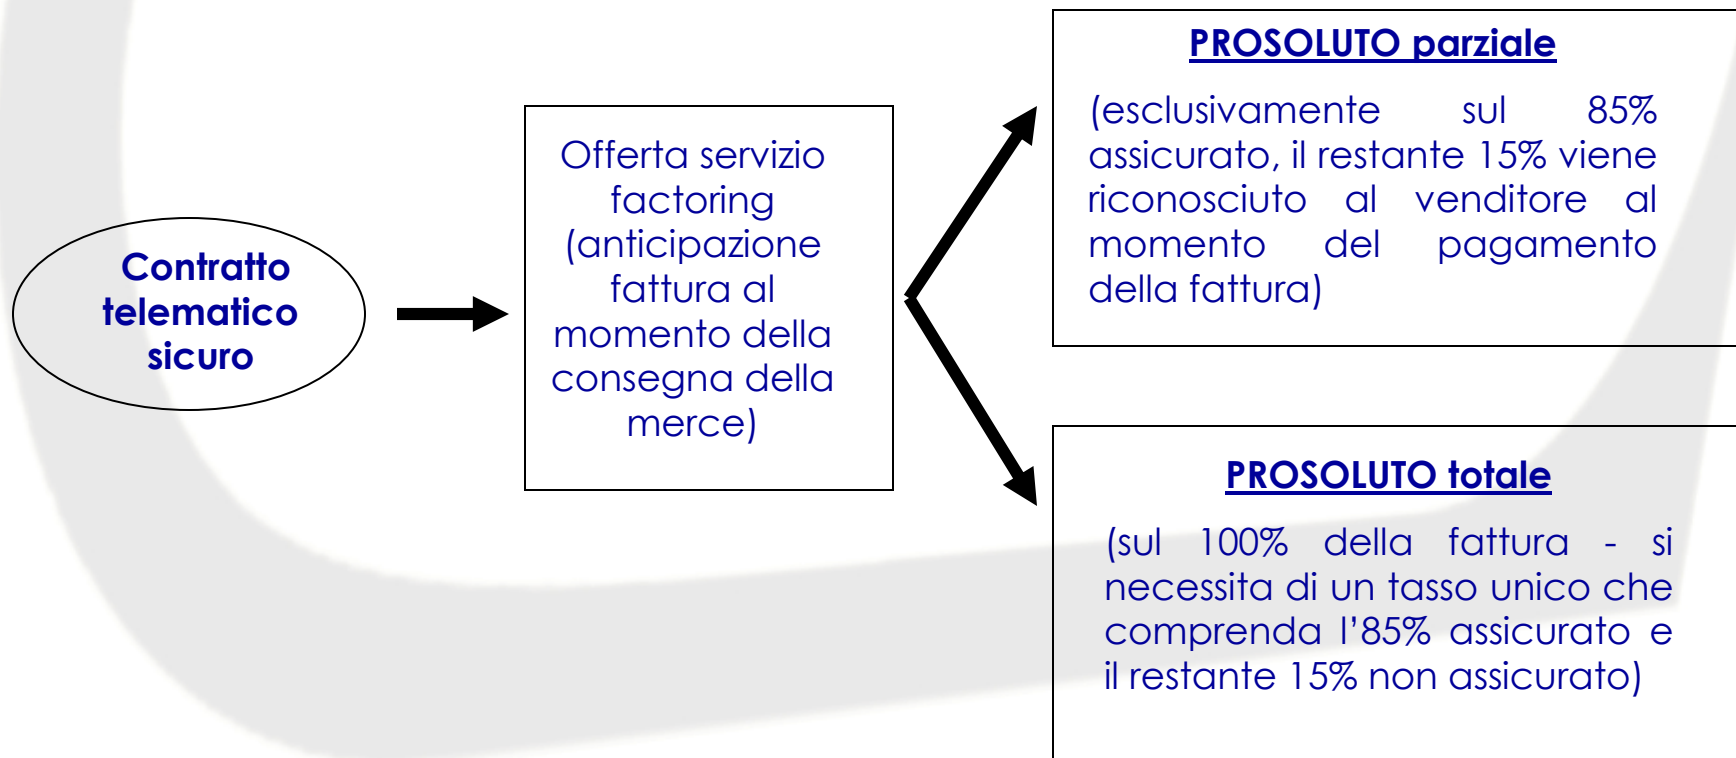 Contratto
telematico
sicuro
Offerta servizio
factoring
(anticipazione
fattura al
momento della
consegna della
merce)
PROSOLUTO parziale
(esclusivamente sul 85%
assicurato, il restante 15% viene
riconosciuto al venditore al
momento del pagamento
della fattura)
PROSOLUTO totale
(sul 100% della fattura - si
necessita di un tasso unico che
comprenda l’85% assicurato e
il restante 15% non assicurato)